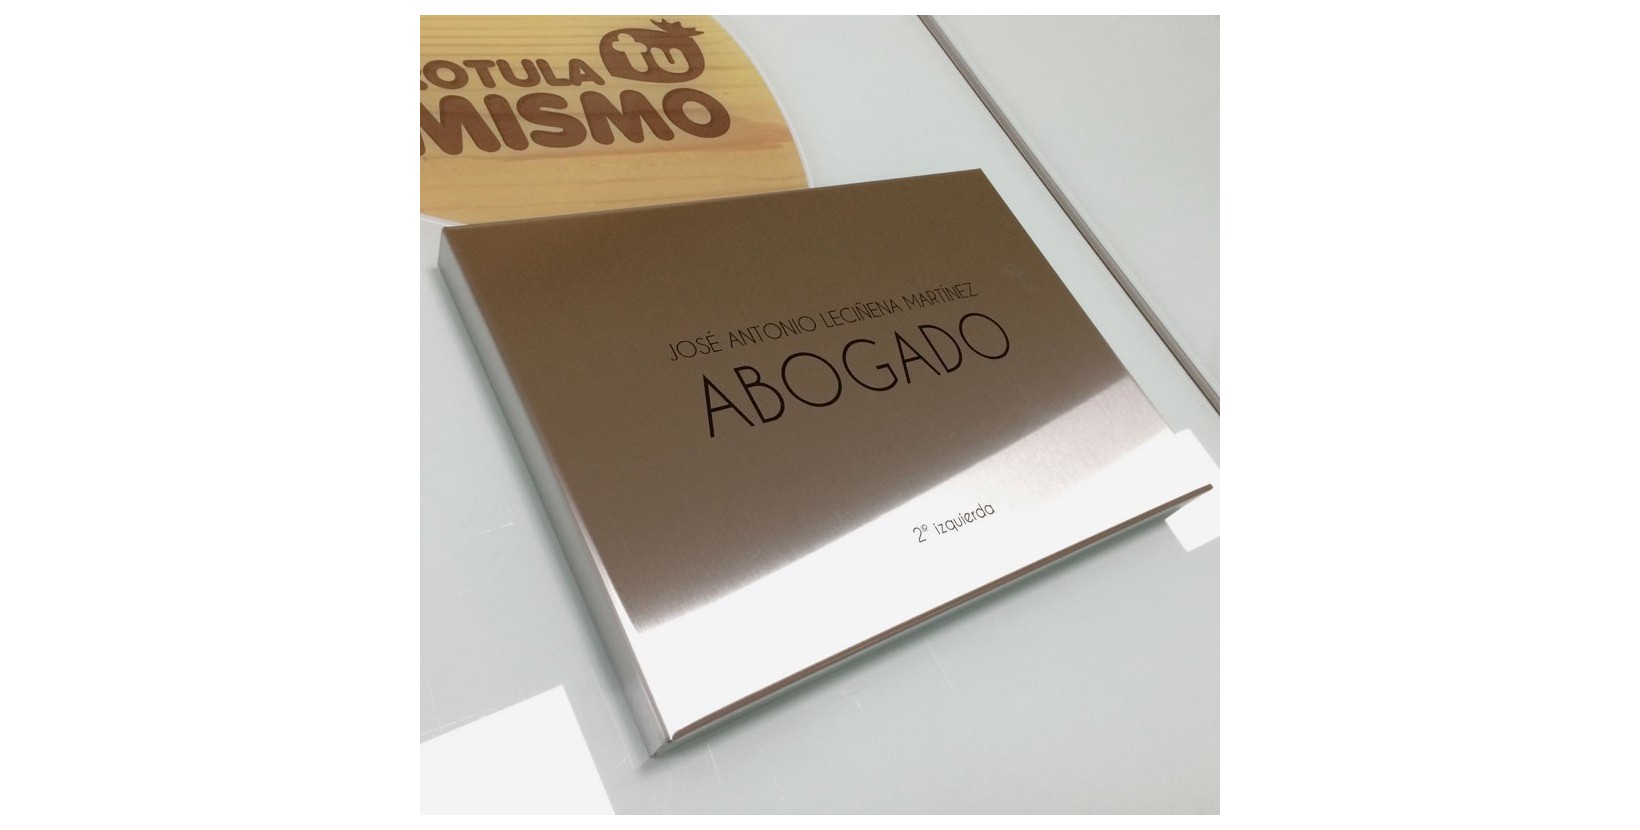 ROTULA tu
MISMO
JOSÉ ANTONIO LECIÑENA MARTÍNEZ
ABOGADO
2º izquierda